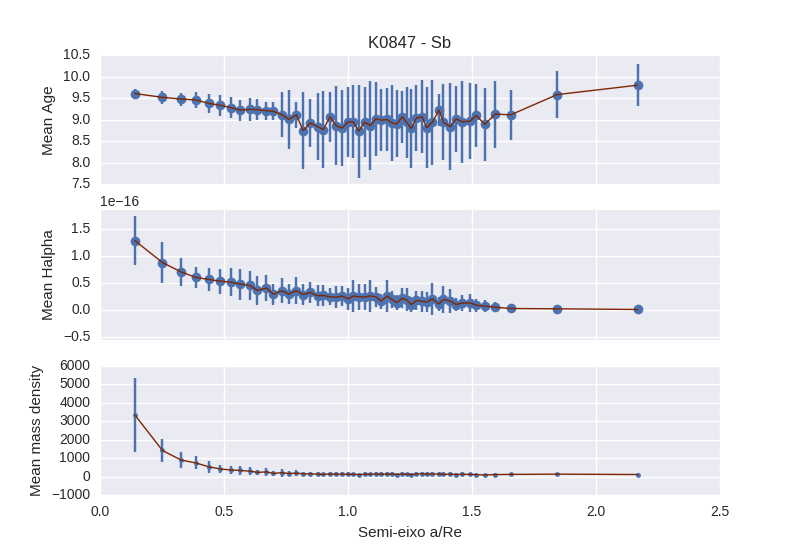 K0847 - Sb
10.5
10.0
9.5
9.0
8.5
8.0
7.5
Mean Age
1e−16
1.5
1.0
0.5
0.0
−0.5
Mean Halpha
6000
5000
4000
3000
2000
1000
0
−1000
Mean mass density
0.0 0.5 1.0 1.5 2.0 2.5
Semi-eixo a/Re